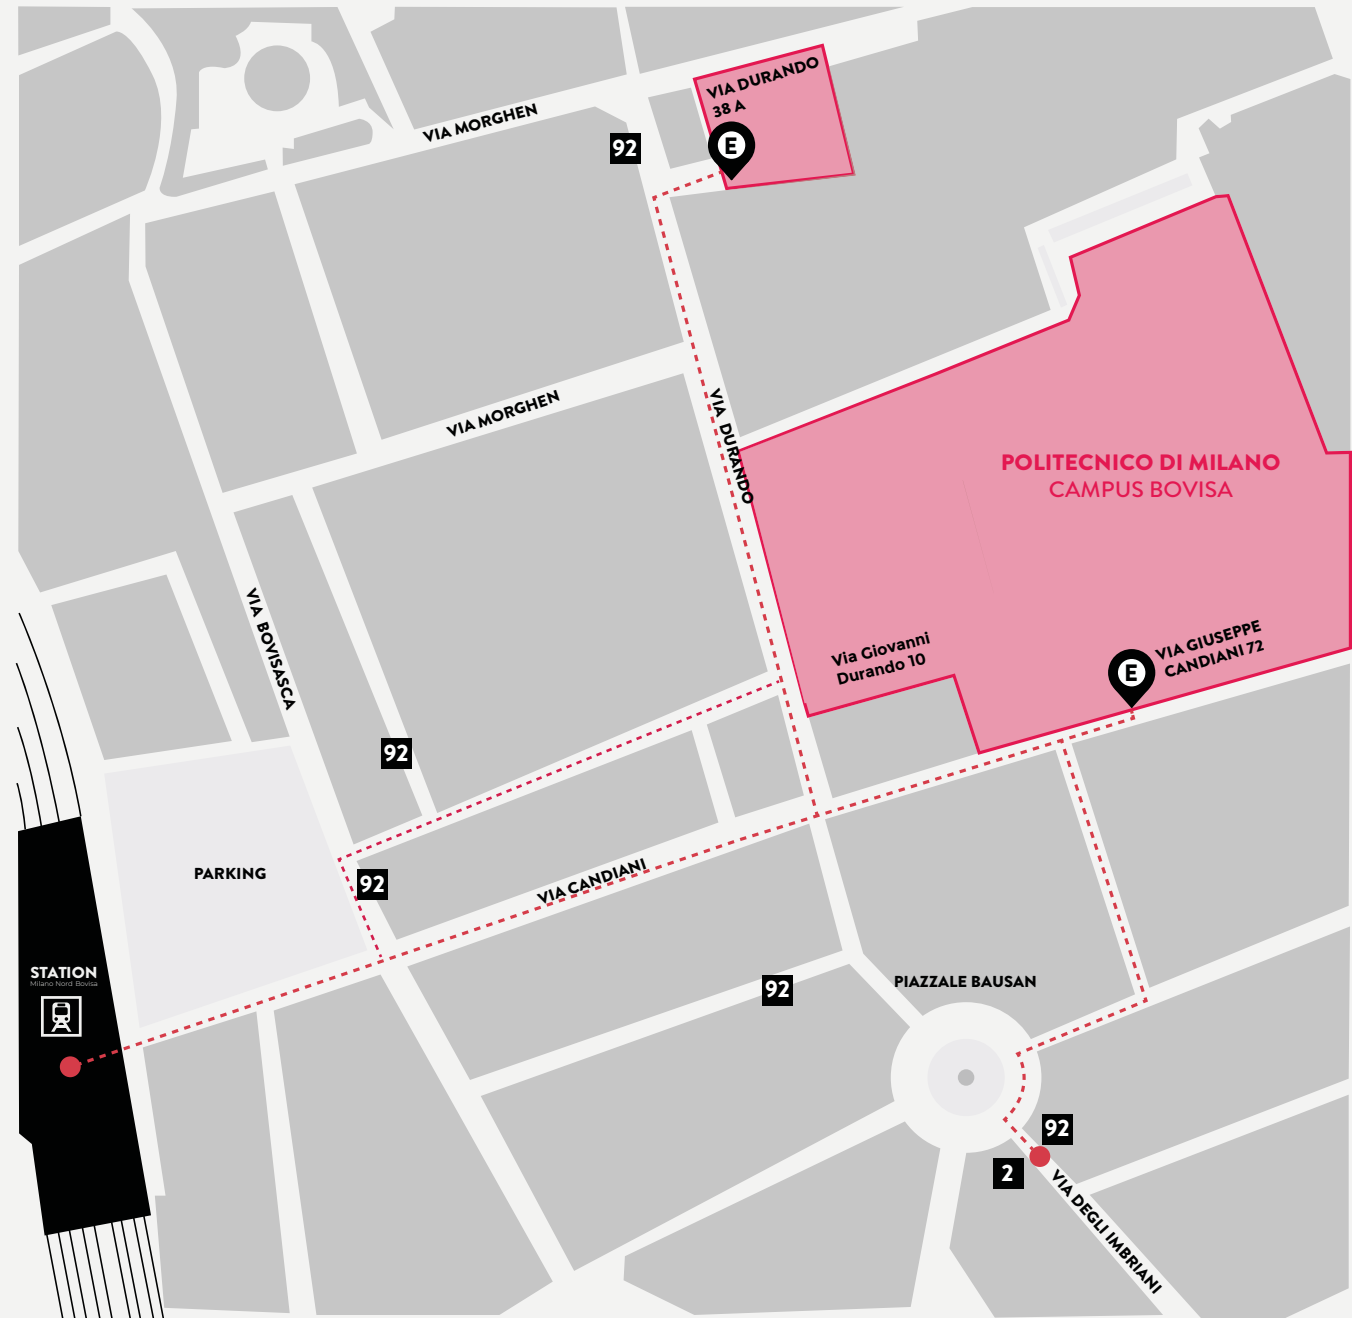 VIA DURANDO
38 A
E
VIA MORGHEN
92
VIA MORGHEN
VIA DURANDO
POLITECNICO DI MILANO
CAMPUS BOVISA
VIA BOVISASCA
Via Giovanni
Durando 10
E
VIA GIUSEPPE
CANDIANI 72
92
PARKING
92
VIA CANDIANI
STATION
Milano Nord Bovisa
92
PIAZZALE BAUSAN
92
2
VIA DEGLI IMBRIANI